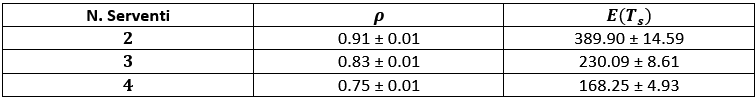 N. Serventi ρ E(Tₛ)
2 0.91 ± 0.01 389.90 ± 14.59
3 0.83 ± 0.01 230.09 ± 8.61
4 0.75 ± 0.01 168.25 ± 4.93